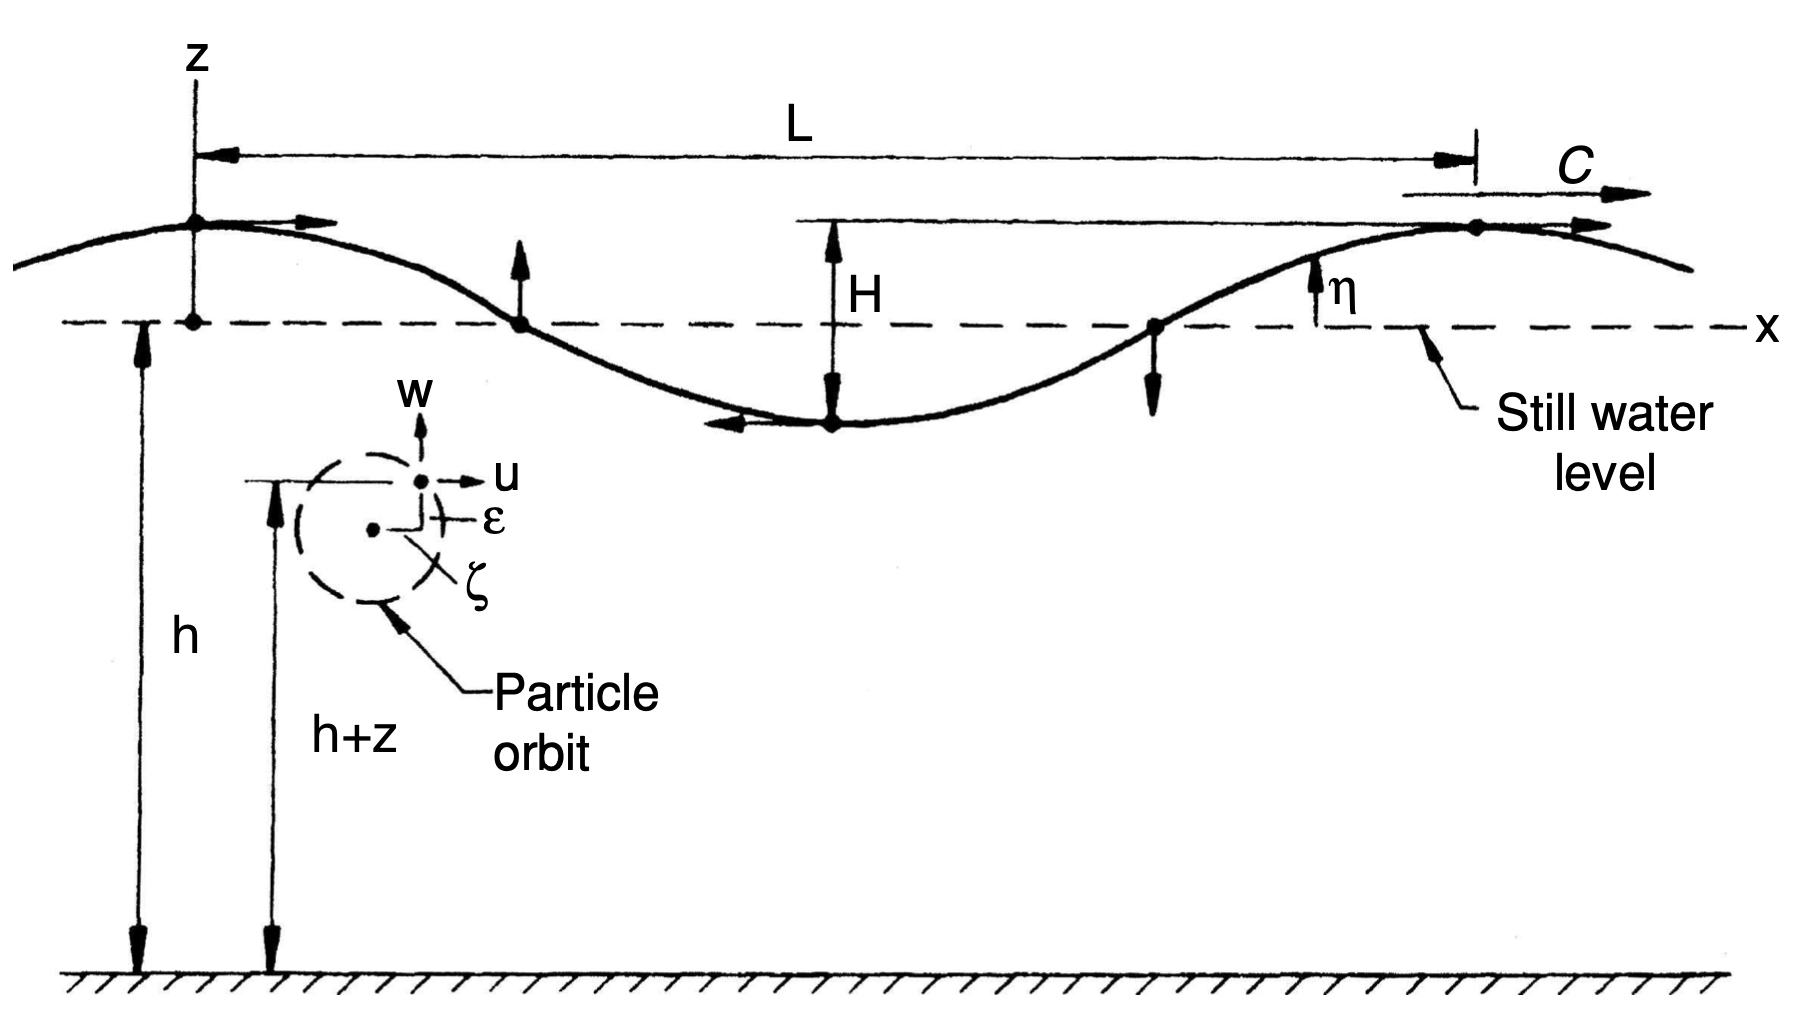 z
L
C
H
η
x
w
Still water
level
u
ε
ζ
h
Particle
orbit
h+z